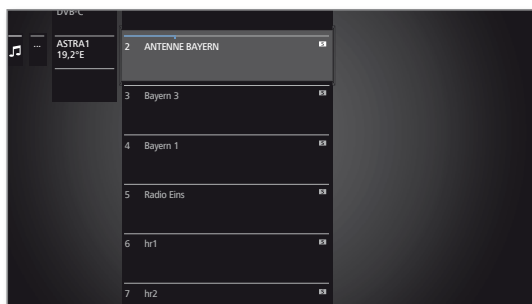 DVB-C
...
ASTRA1
19,2°E
2 ANTENNE BAYERN S
3 Bayern 3 S
4 Bayern 1 S
5 Radio Eins S
6 hr1 S
7 hr2 S